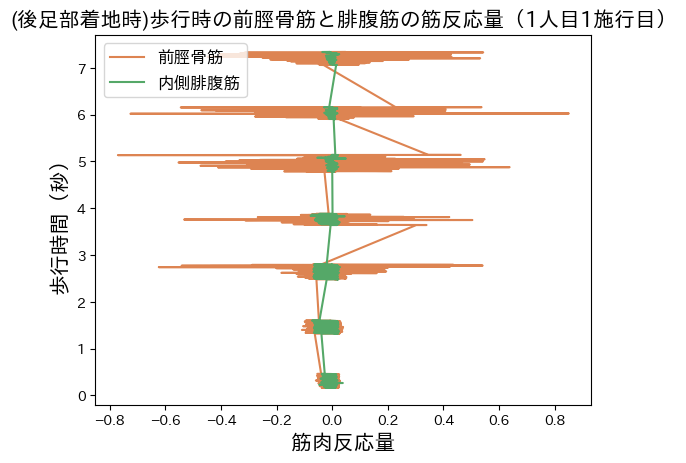 (後足部着地時)歩行時の前脛骨筋と腓腹筋の筋反応量（1人目1施行目）
前脛骨筋
内側腓腹筋
歩行時間（秒）
7
6
5
4
3
2
1
0
−0.8 −0.6 −0.4 −0.2 0.0 0.2 0.4 0.6 0.8
筋肉反応量